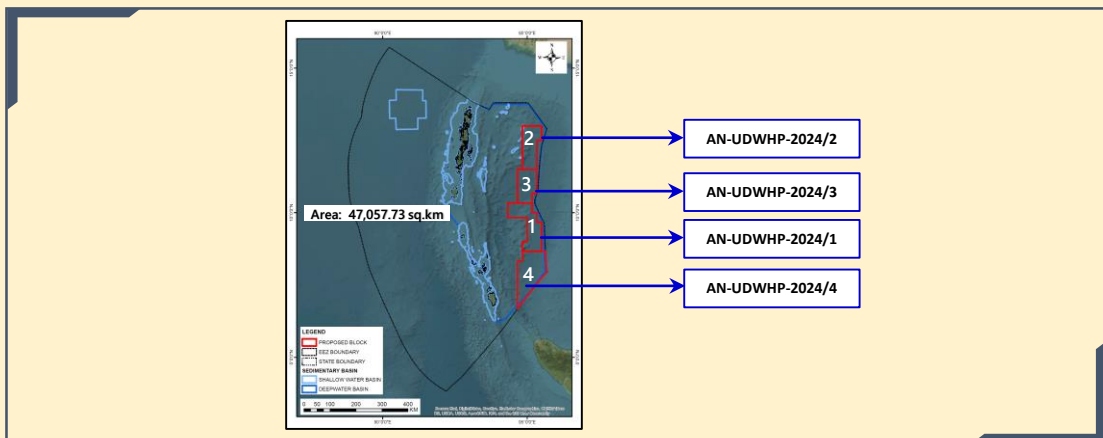 N
W
E
S
2
3
1
4
Area: 47,057.73 sq.km
AN-UDWHP-2024/2
AN-UDWHP-2024/3
AN-UDWHP-2024/1
AN-UDWHP-2024/4
LEGEND
PROPOSED BLOCK
EEZ BOUNDARY
STATE BOUNDARY
SEDIMENTARY BASIN
SHALLOW WATER BASIN
DEEPWATER BASIN
0 50 100 200 300 400
KM